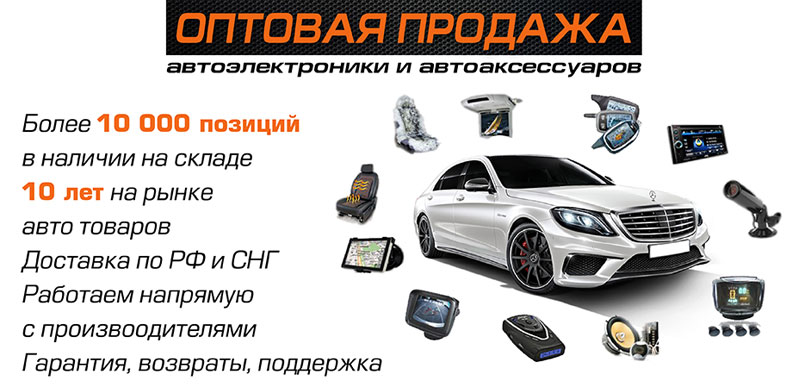 ОПТОВАЯ ПРОДАЖА
автоэлектроники и автоаксессуаров
Более 10 000 позиций
в наличии на складе
10 лет на рынке
авто товаров
Доставка по РФ и СНГ
Работаем напрямую
с производителями
Гарантия, возвраты, поддержка